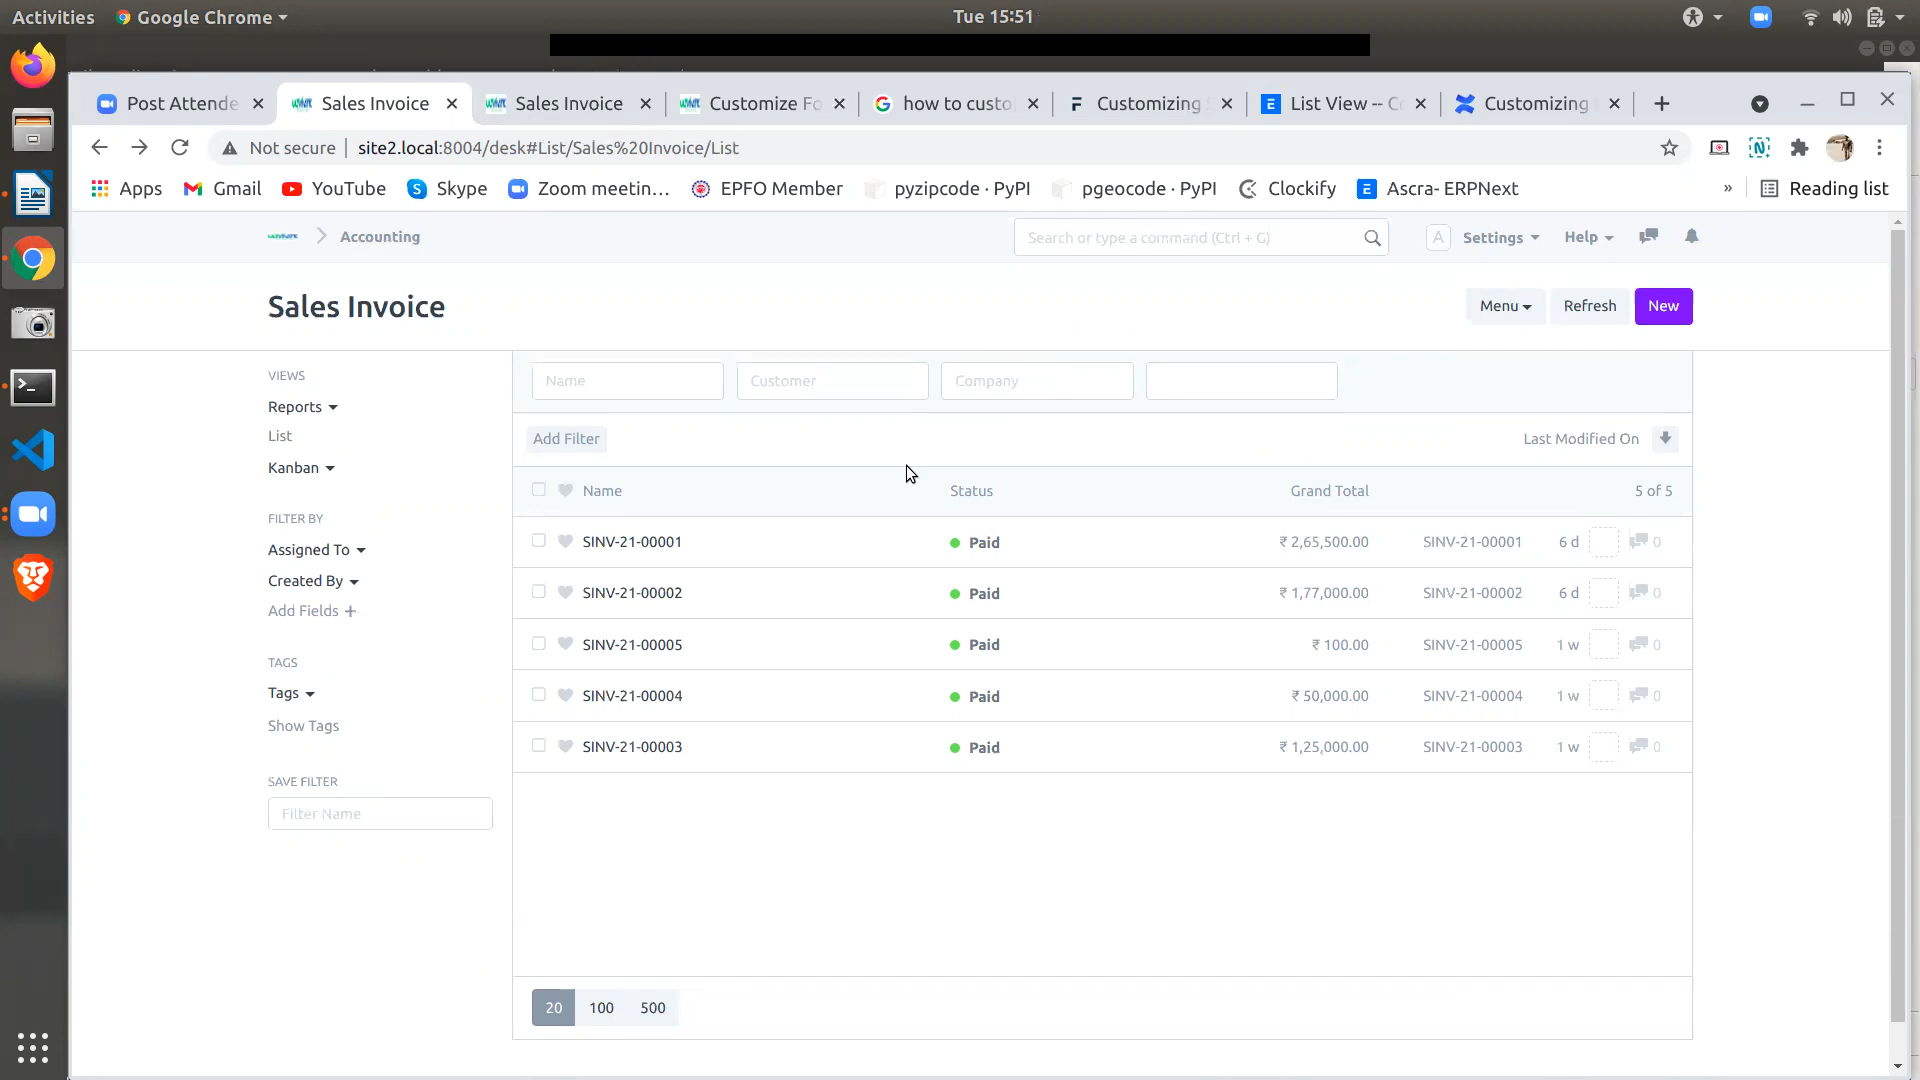 Activities Google Chrome Tue 15:51
Post Attende Sales Invoice Sales Invoice Customize Fo how to custo Customizing List View -- C Customizing
Not secure site2.local:8004/desk#List/Sales%20Invoice/List
Apps Gmail YouTube Skype Zoom meetin... EPFO Member pyzipcode · PyPI pgeocode · PyPI Clockify Ascra- ERPNext » Reading list
Accounting Search or type a command (Ctrl + G) A Settings Help
Sales Invoice Menu Refresh New
VIEWS
Reports
List
Kanban
FILTER BY
Assigned To
Created By
Add Fields +
TAGS
Tags
Show Tags
SAVE FILTER
Filter Name
Name Customer Company
Add Filter Last Modified On
Name Status Grand Total 5 of 5
SINV-21-00001 Paid ₹ 2,65,500.00 SINV-21-00001 6 d 0
SINV-21-00002 Paid ₹ 1,77,000.00 SINV-21-00002 6 d 0
SINV-21-00005 Paid ₹ 100.00 SINV-21-00005 1 w 0
SINV-21-00004 Paid ₹ 50,000.00 SINV-21-00004 1 w 0
SINV-21-00003 Paid ₹ 1,25,000.00 SINV-21-00003 1 w 0
20 100 500